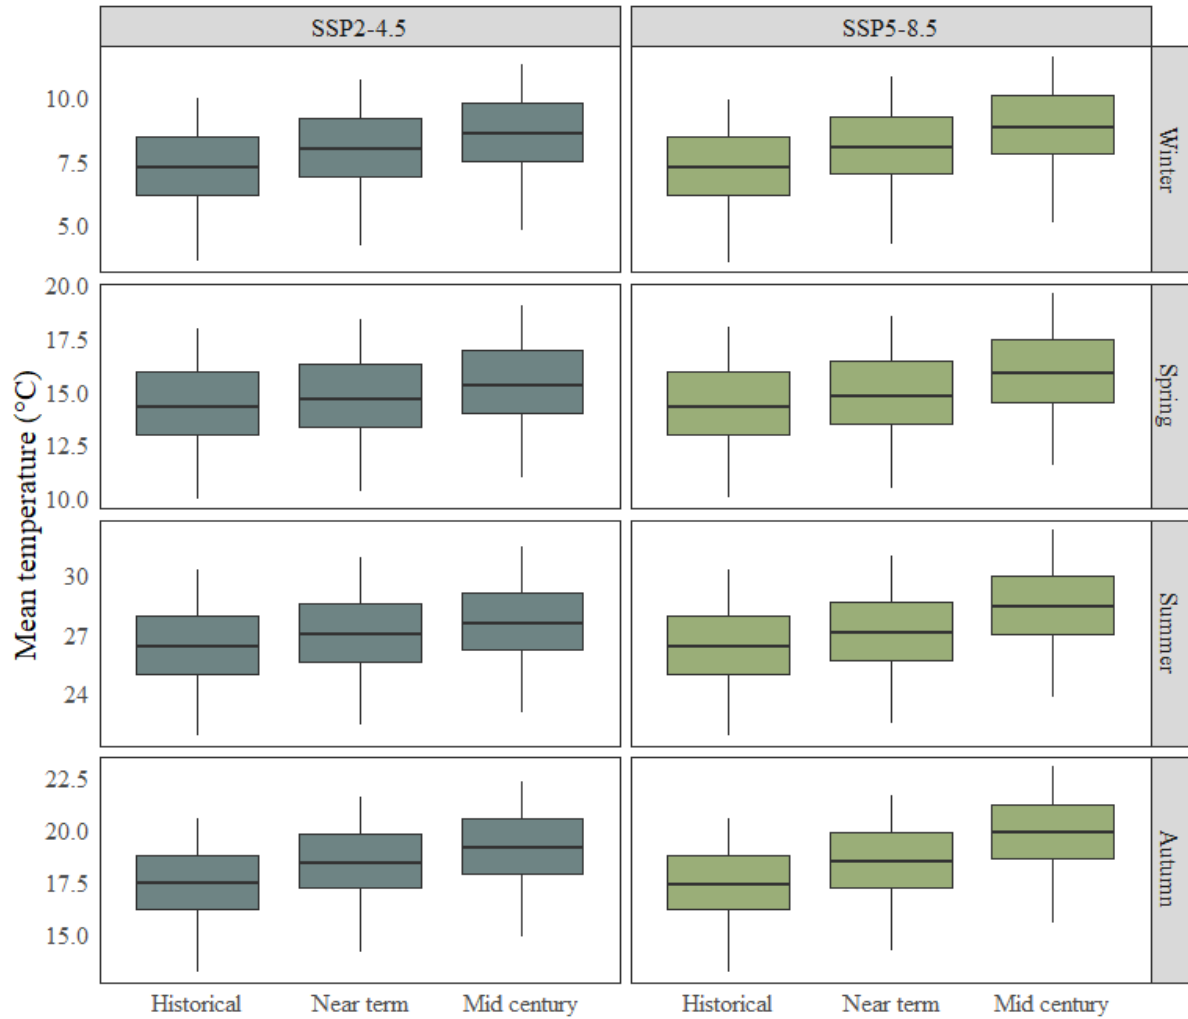 SSP2-4.5
SSP5-8.5
10.0
7.5
5.0
Winter
20.0
17.5
15.0
12.5
10.0
Spring
Mean temperature (°C)
30
27
24
Summer
22.5
20.0
17.5
15.0
Autumn
Historical Near term Mid century
Historical Near term Mid century